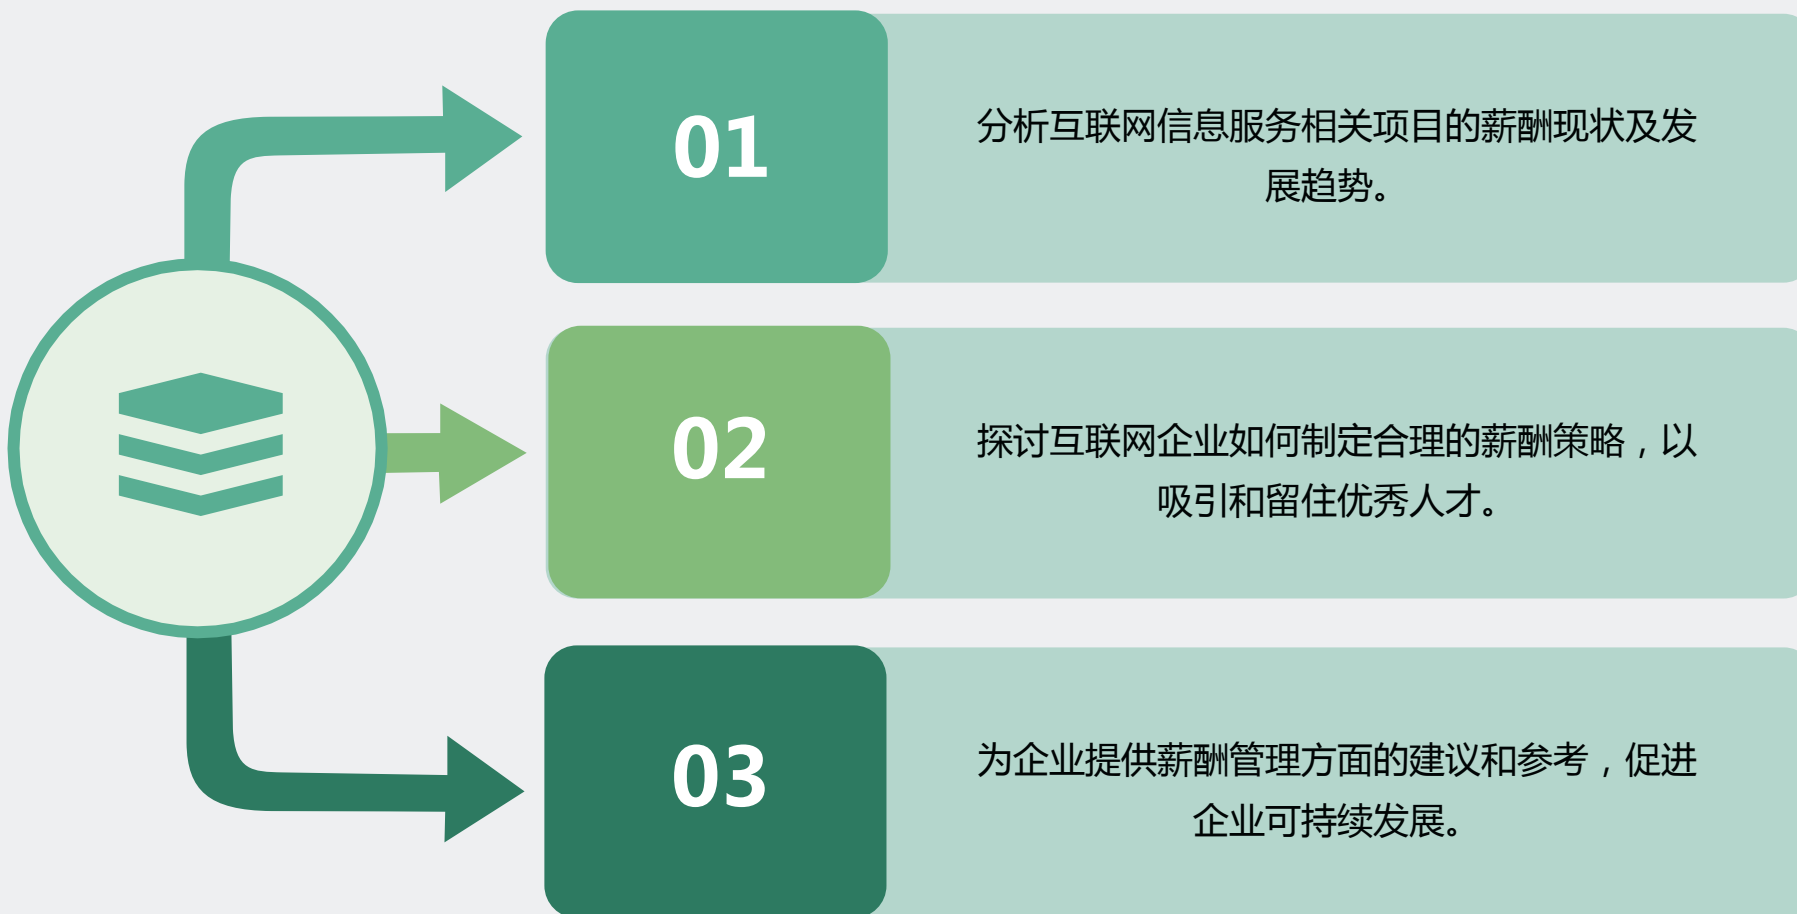 01
分析互联网信息服务相关项目的薪酬现状及发
展趋势。
02
探讨互联网企业如何制定合理的薪酬策略，以
吸引和留住优秀人才。
03
为企业提供薪酬管理方面的建议和参考，促进
企业可持续发展。